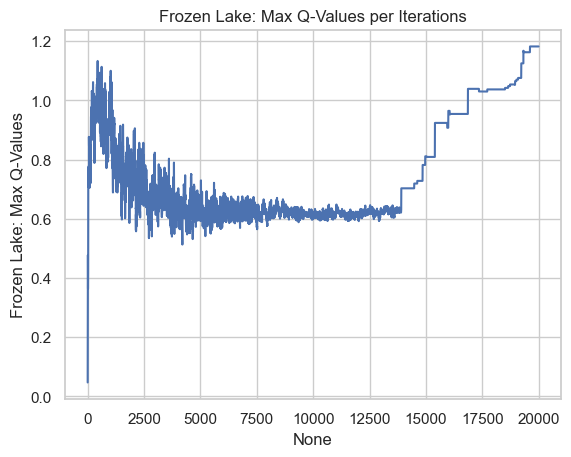 Frozen Lake: Max Q-Values per Iterations
Frozen Lake: Max Q-Values
1.2
1.0
0.8
0.6
0.4
0.2
0.0
0 2500 5000 7500 10000 12500 15000 17500 20000
None